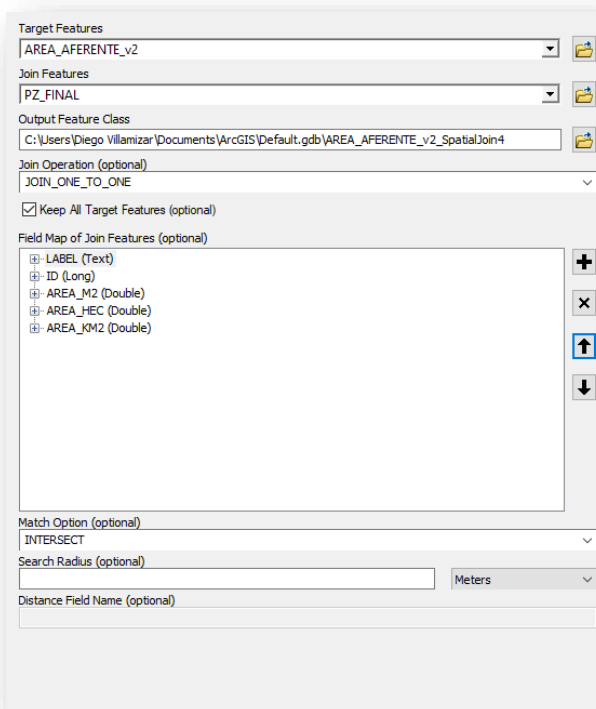 Target Features
AREA_AFERENTE_v2
Join Features
PZ_FINAL
Output Feature Class
C:\Users\Diego Villamizar\Documents\ArcGIS\Default.gdb\AREA_AFERENTE_v2_SpatialJoin4
Join Operation (optional)
JOIN_ONE_TO_ONE
Keep All Target Features (optional)
Field Map of Join Features (optional)
LABEL (Text)
ID (Long)
AREA_M2 (Double)
AREA_HEC (Double)
AREA_KM2 (Double)
Match Option (optional)
INTERSECT
Search Radius (optional)
Meters
Distance Field Name (optional)